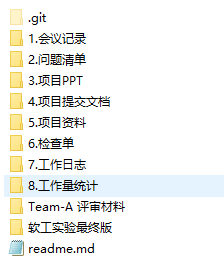 .git
1.会议记录
2.问题清单
3.项目PPT
4.项目提交文档
5.项目资料
6.检查单
7.工作日志
8.工作量统计
Team-A 评审材料
软工实验最终版
readme.md